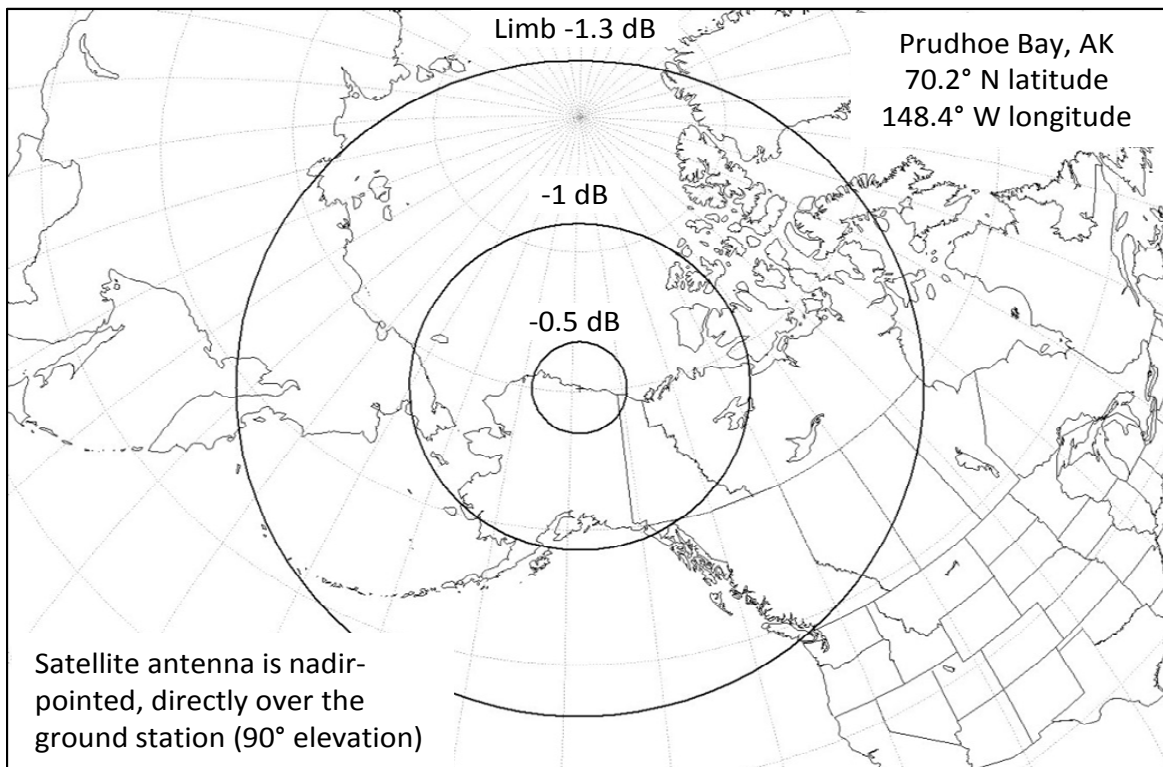 Limb -1.3 dB
Prudhoe Bay, AK
70.2° N latitude
148.4° W longitude
-1 dB
-0.5 dB
Satellite antenna is nadir-
pointed, directly over the
ground station (90° elevation)